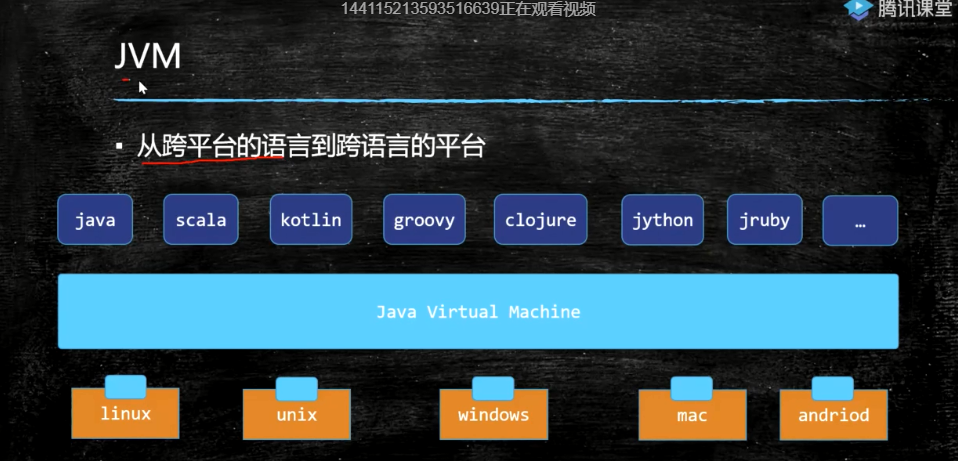 144115213593516639正在观看视频
腾讯课堂
JVM
从跨平台的语言到跨语言的平台
java scala kotlin groovy clojure jython jruby …
Java Virtual Machine
linux unix windows mac andriod